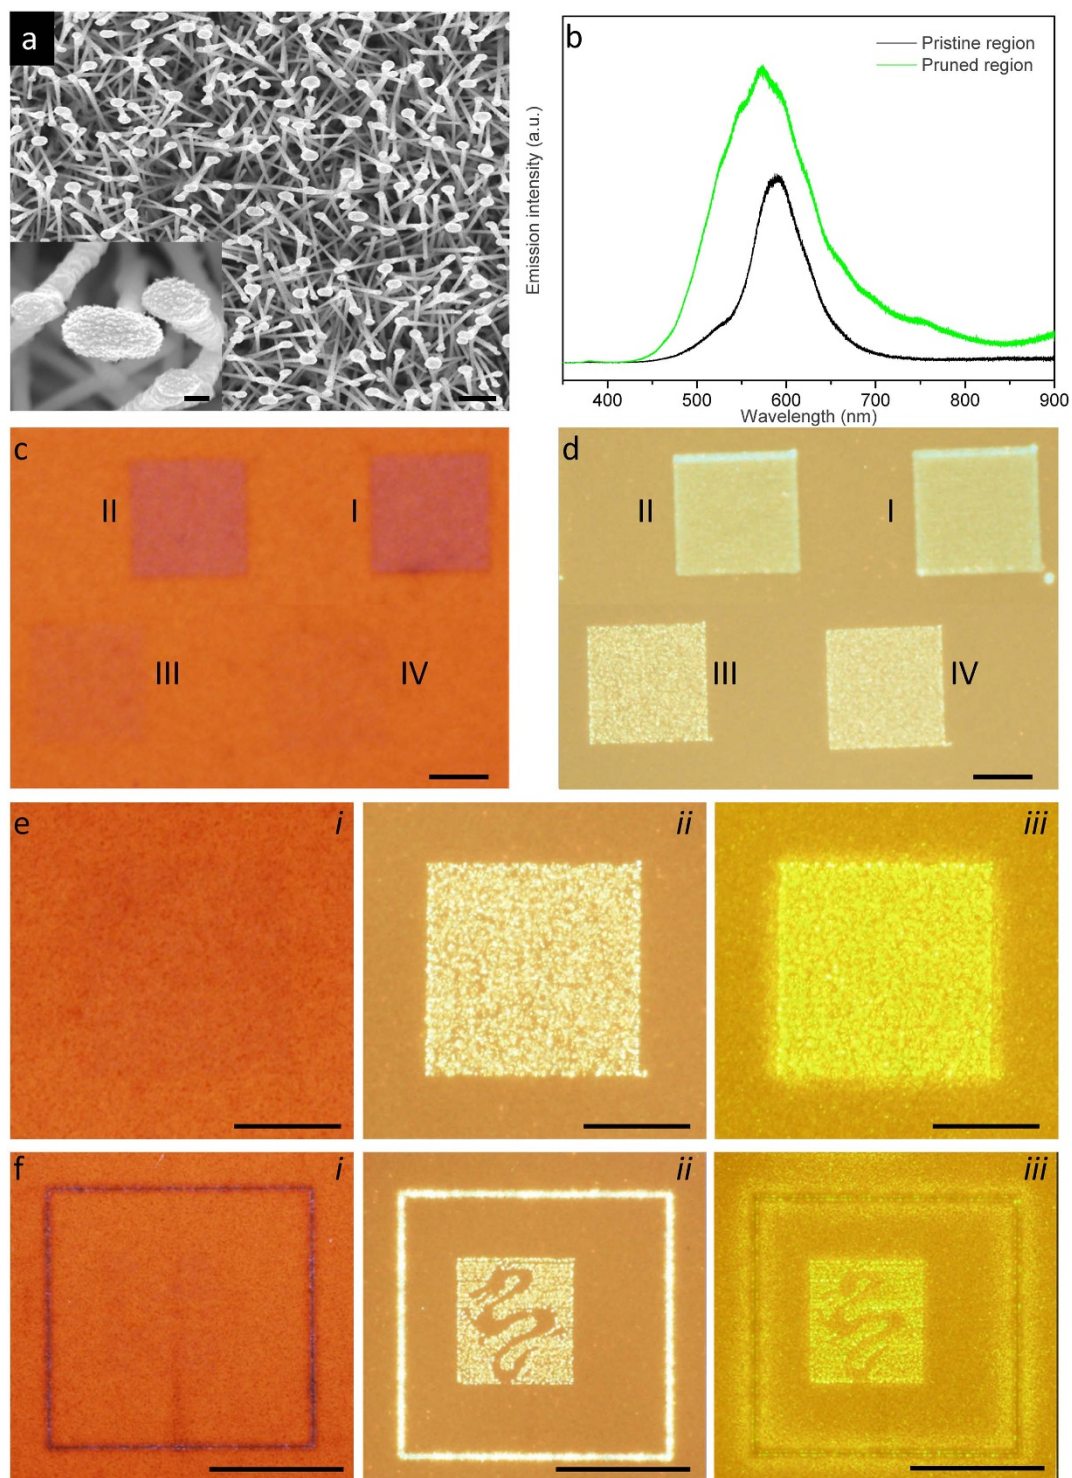 a
b
Pristine region
Pruned region
Emission intensity (a.u.)
400 500 600 700 800 900
Wavelength (nm)
c
II
I
III
IV
d
II
I
III
IV
e
i
ii
iii
f
i
ii
iii